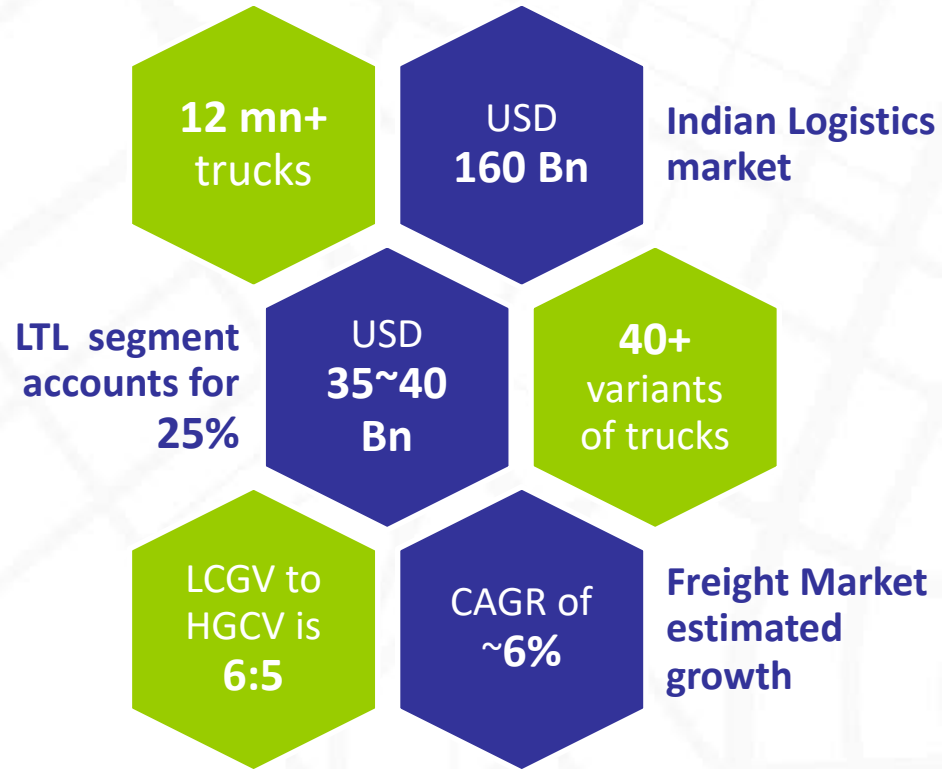 12 mn+
trucks
USD
160 Bn
Indian Logistics
market
LTL segment
accounts for
25%
USD
35~40
Bn
40+
variants
of trucks
LCGV to
HGCV is
6:5
CAGR of
~6%
Freight Market
estimated
growth